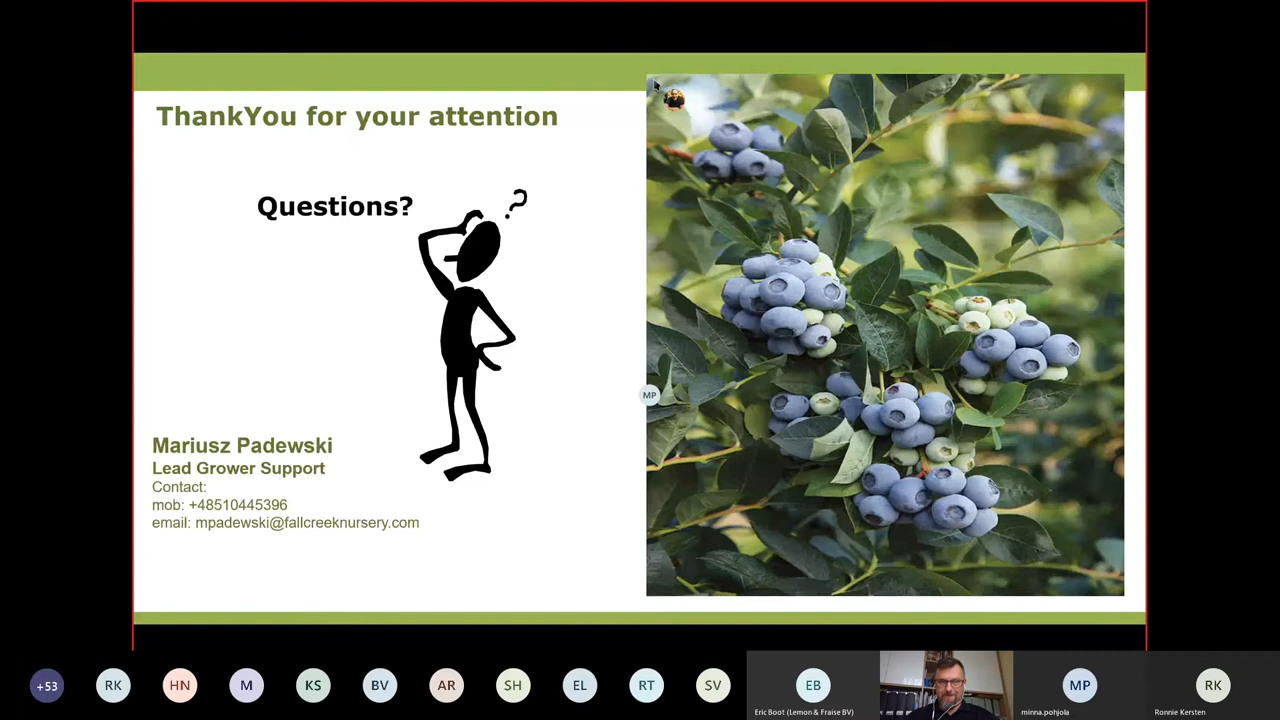 ThankYou for your attention
Questions?
?
MP
Mariusz Padewski
Lead Grower Support
Contact:
mob: +48510445396
email: mpadewski@fallcreeknursery.com
+53
RK
HN
M
KS
BV
AR
SH
EL
RT
SV
EB
MP
RK
Eric Boot (Lemon & Fraise BV)
minna.pohjola
Ronnie Kersten